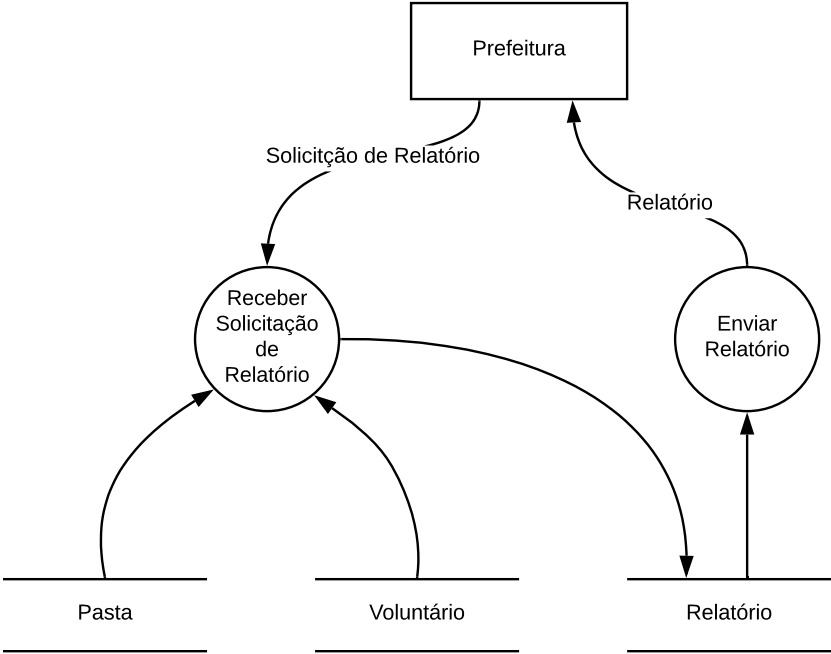 Prefeitura
Solicitção de Relatório
Relatório
Receber
Solicitação
de
Relatório
Enviar
Relatório
Pasta
Voluntário
Relatório